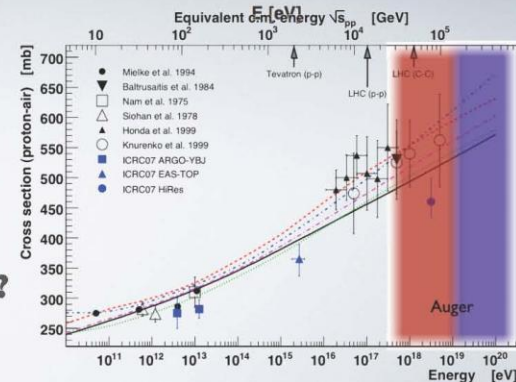 E [eV]
Equivalent c.m. energy √spp [GeV]
10 10² 10³ 10⁴ 10⁵
Cross section (proton-air) [mb]
700
650
600
550
500
450
400
350
300
250
Mielke et al. 1994
Baltrusaitis et al. 1984
Nam et al. 1975
Siohan et al. 1978
Honda et al. 1999
Knurenko et al. 1999
ICRC07 ARGO-YBJ
ICRC07 EAS-TOP
ICRC07 HiRes
Tevatron (p-p)
LHC (p-p)
LHC (C-C)
?
Auger
10¹¹ 10¹² 10¹³ 10¹⁴ 10¹⁵ 10¹⁶ 10¹⁷ 10¹⁸ 10¹⁹ 10²⁰
Energy [eV]